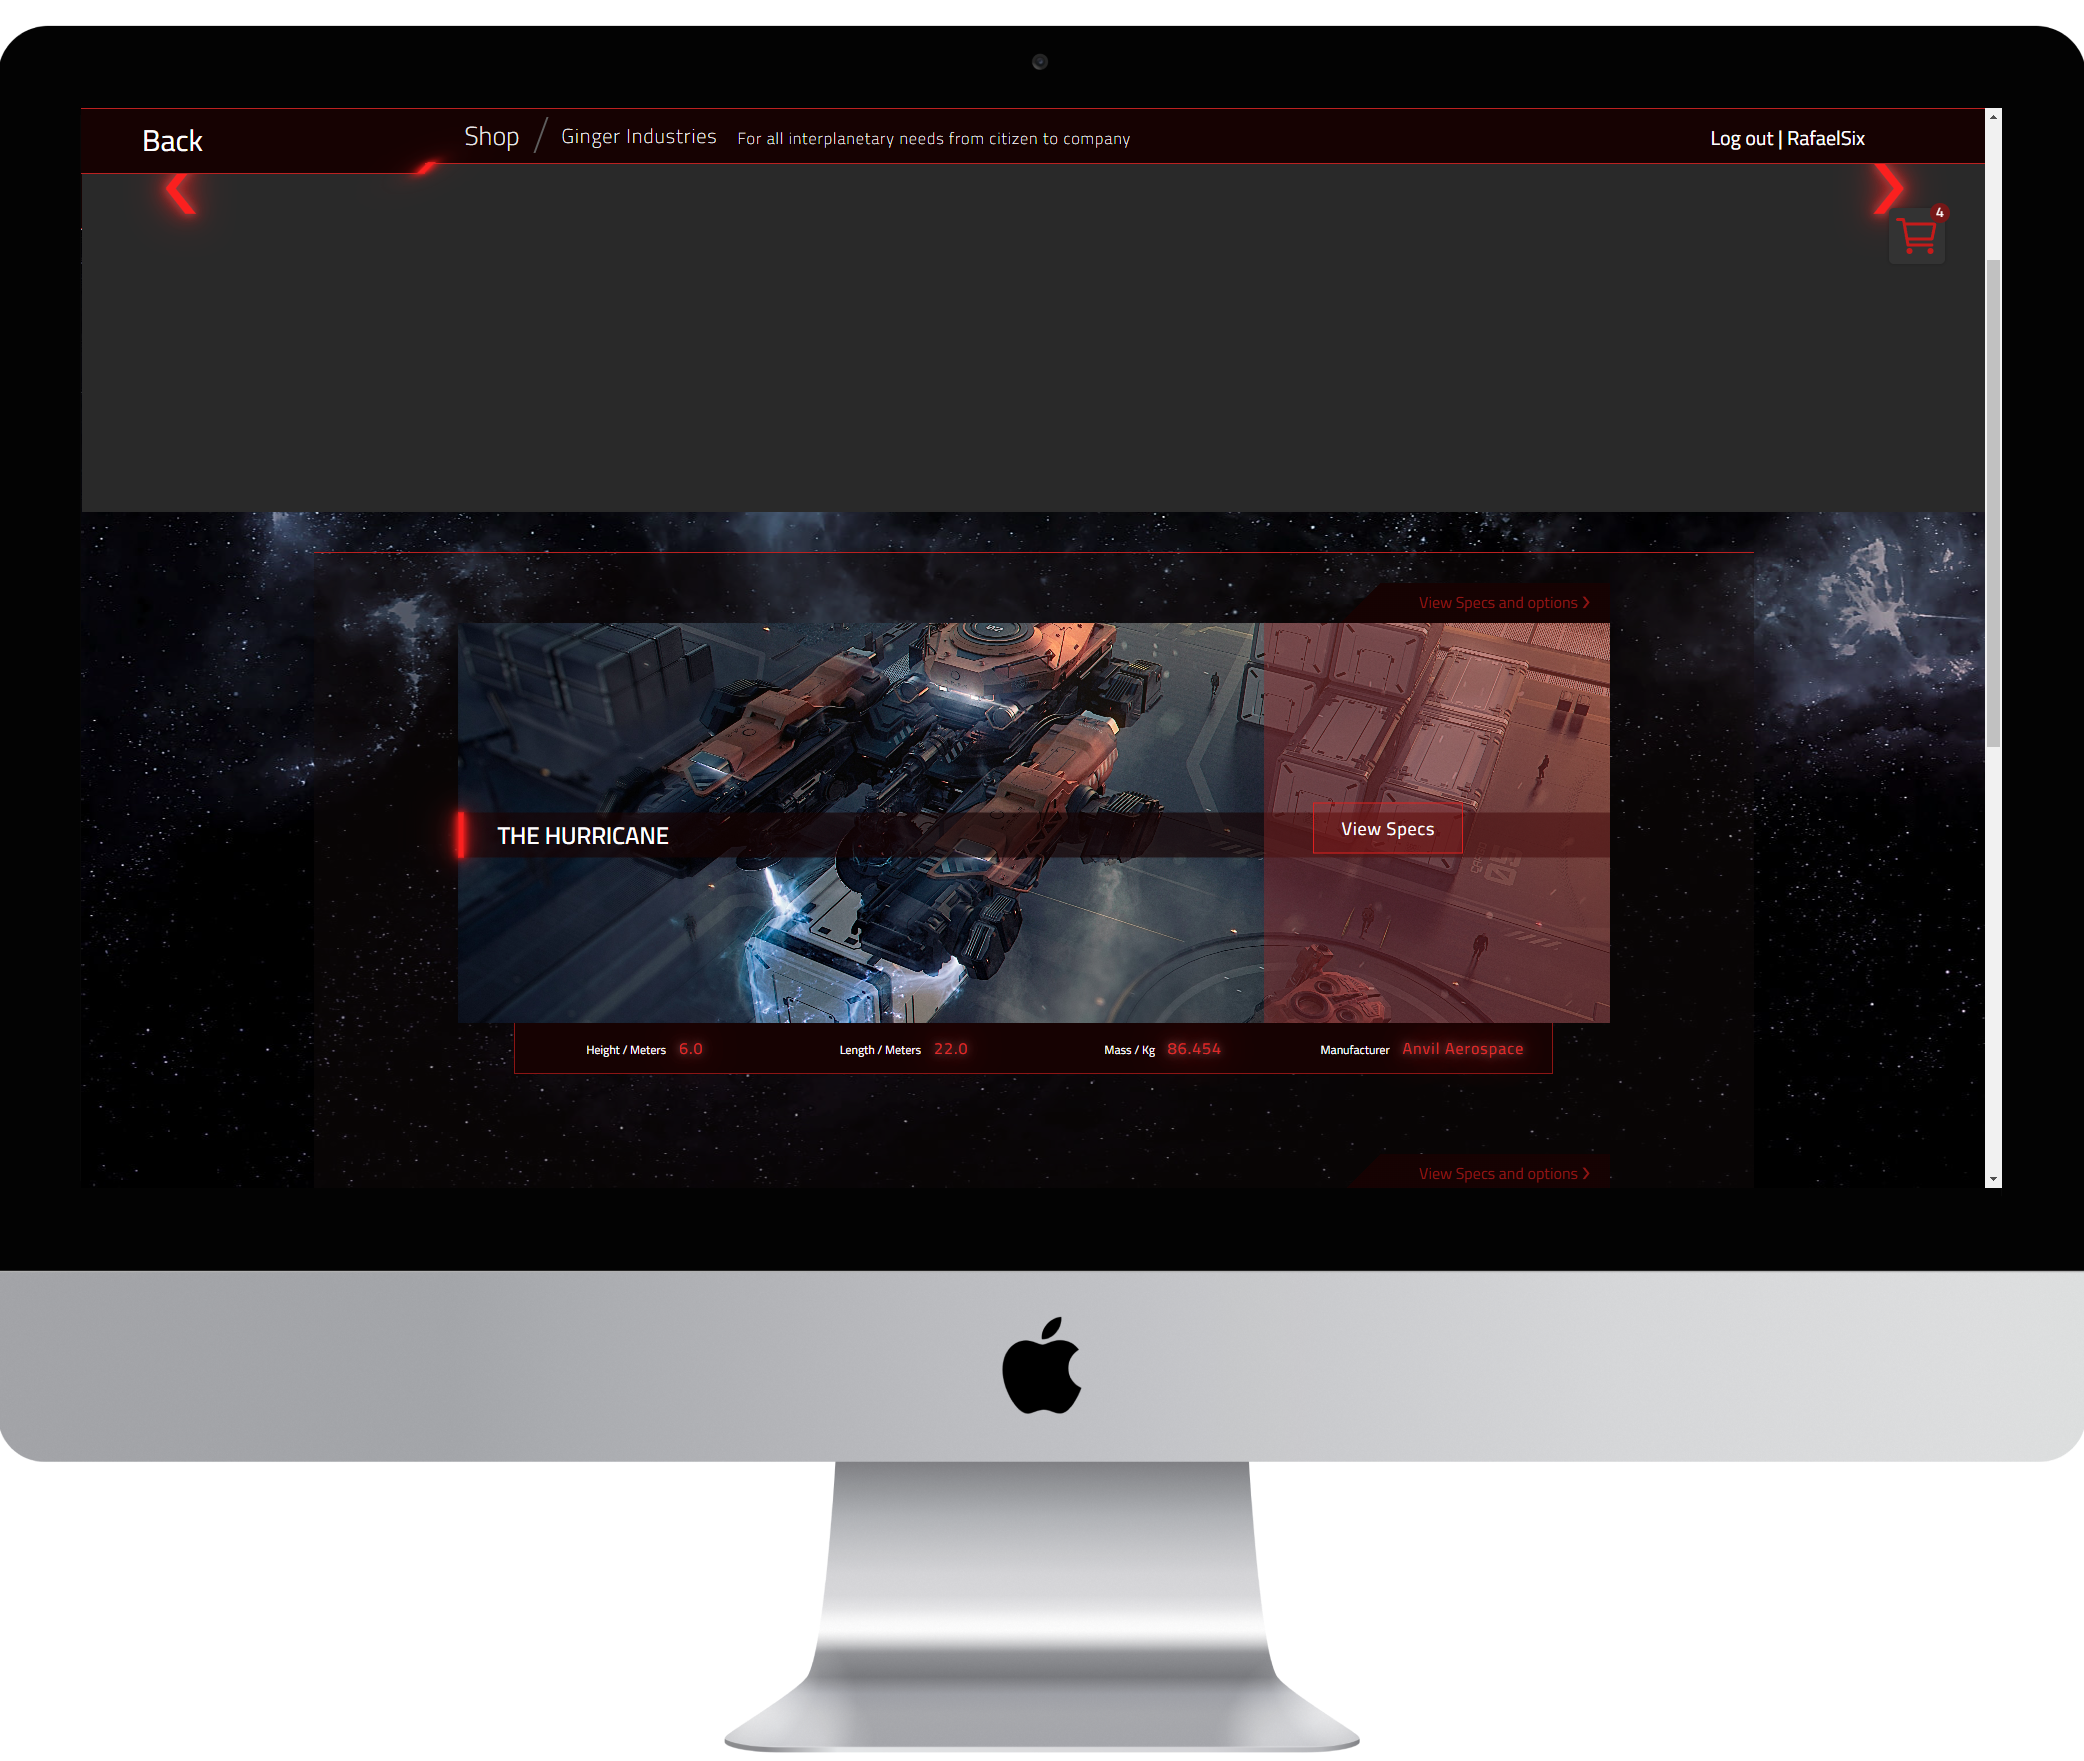 Back
Shop / Ginger Industries For all interplanetary needs from citizen to company
Log out | RafaelSix
4
View Specs and options >
THE HURRICANE
View Specs
Height / Meters 6.0
Length / Meters 22.0
Mass / Kg 86.454
Manufacturer Anvil Aerospace
View Specs and options >